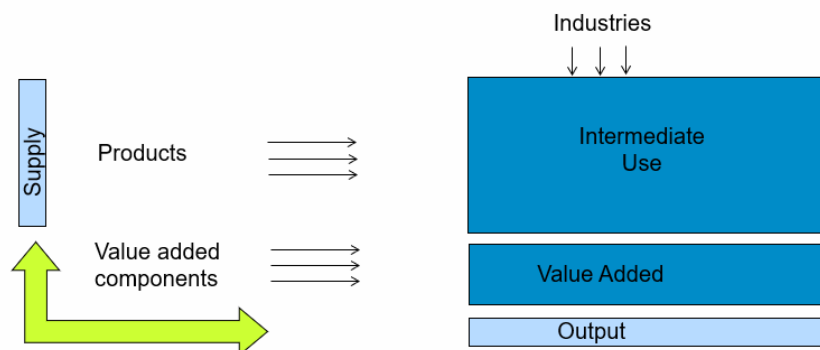 Industries
Supply
Products
Intermediate
Use
Value added
components
Value Added
Output